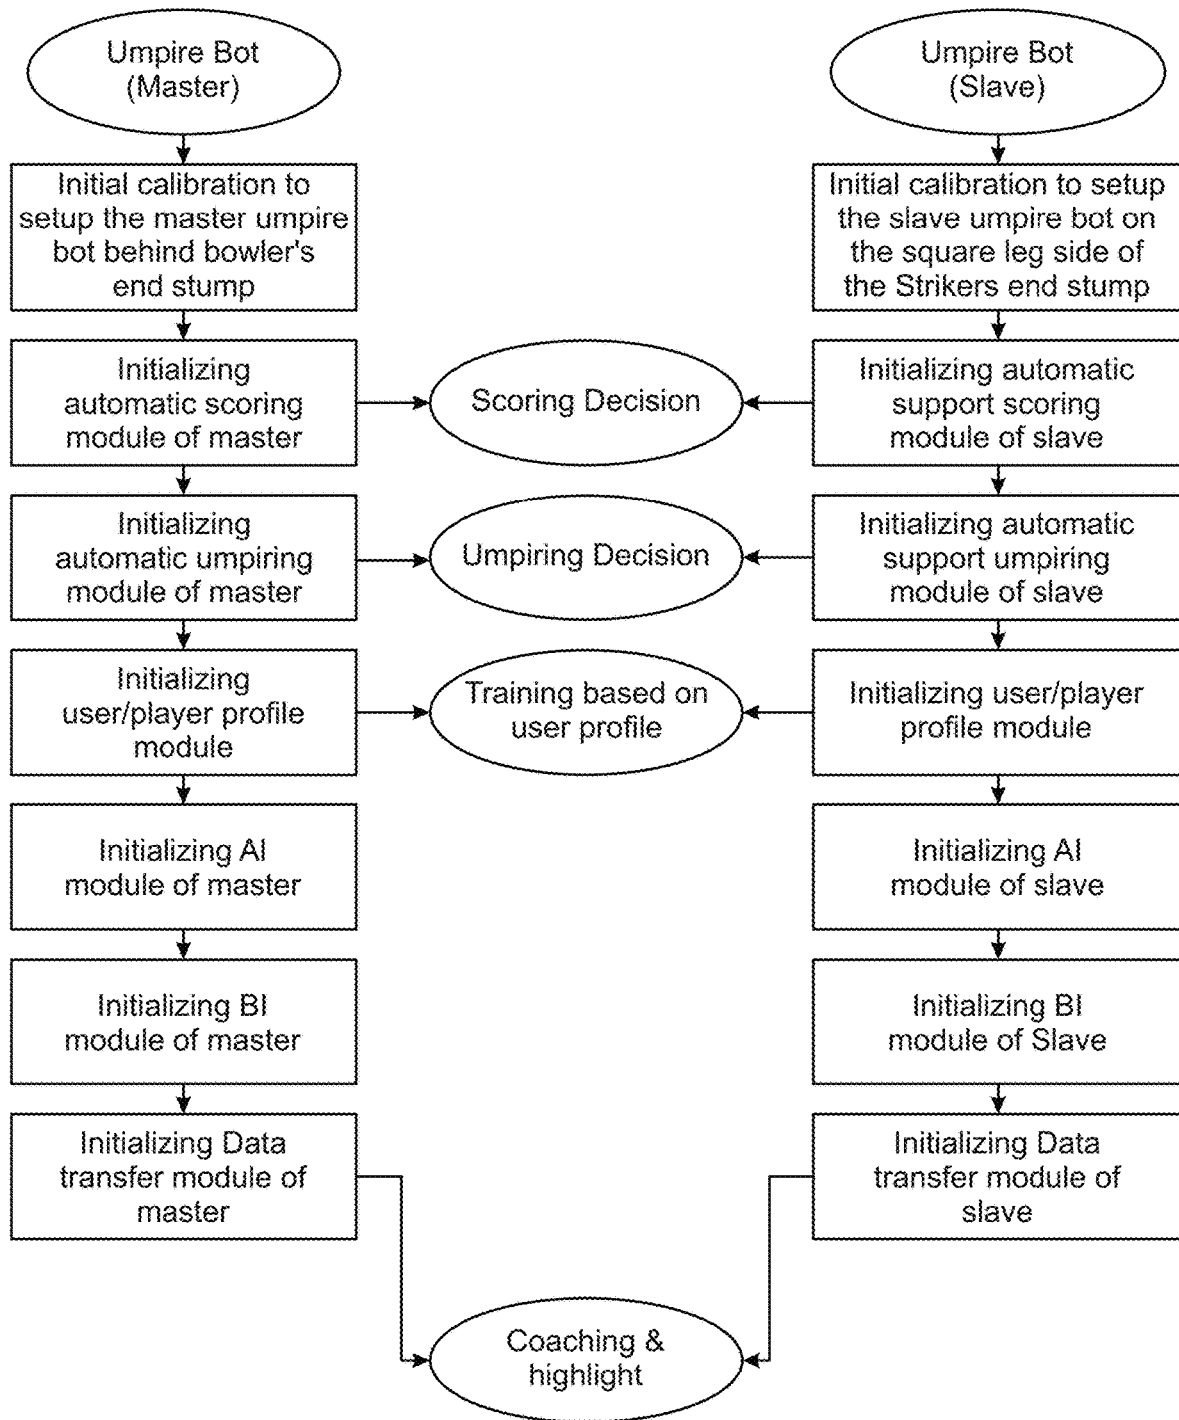 Umpire Bot
(Master)
Umpire Bot
(Slave)
Initial calibration to
setup the master umpire
bot behind bowler's
end stump
Initial calibration to setup
the slave umpire bot on
the square leg side of
the Strikers end stump
Initializing
automatic scoring
module of master
Scoring Decision
Initializing automatic
support scoring
module of slave
Initializing
automatic umpiring
module of master
Umpiring Decision
Initializing automatic
support umpiring
module of slave
Initializing
user/player profile
module
Training based on
user profile
Initializing user/player
profile module
Initializing AI
module of master
Initializing AI
module of slave
Initializing BI
module of master
Initializing BI
module of Slave
Initializing Data
transfer module of
master
Initializing Data
transfer module of
slave
Coaching &
highlight